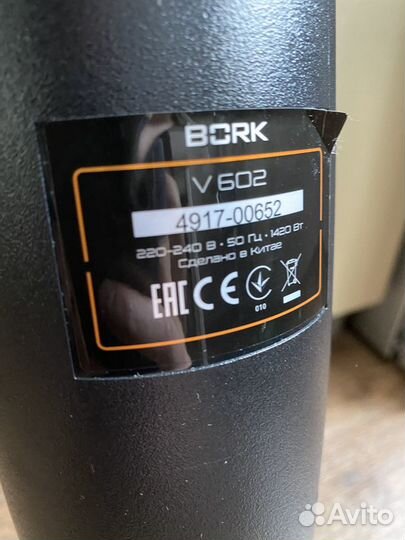 BORK
V 602
4917-00652
220-240 В • 50 Гц • 1420 Вт
Сделано в Китае
EAC CE
010
Avito